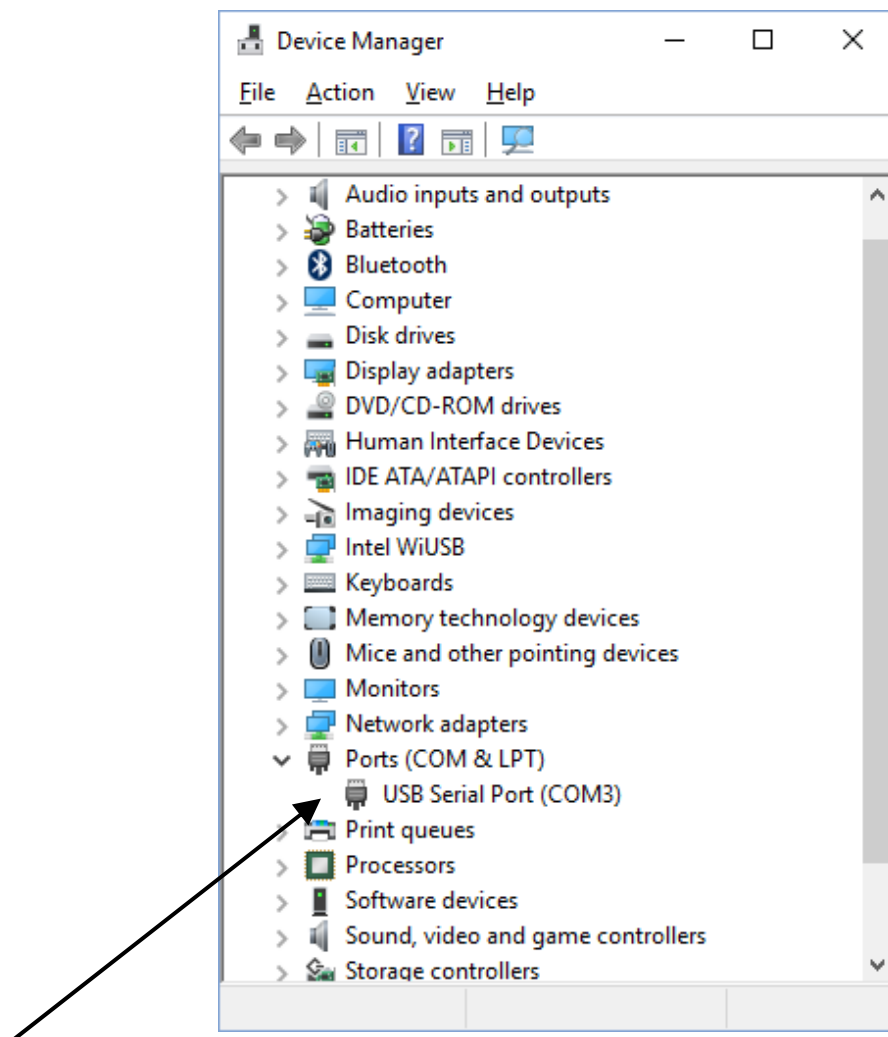 Device Manager
File Action View Help
Audio inputs and outputs
Batteries
Bluetooth
Computer
Disk drives
Display adapters
DVD/CD-ROM drives
Human Interface Devices
IDE ATA/ATAPI controllers
Imaging devices
Intel WiUSB
Keyboards
Memory technology devices
Mice and other pointing devices
Monitors
Network adapters
Ports (COM & LPT)
USB Serial Port (COM3)
Print queues
Processors
Software devices
Sound, video and game controllers
Storage controllers